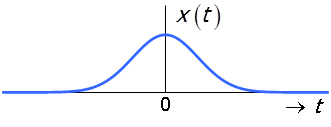 x(t)
0
→ t